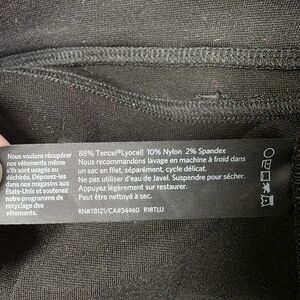 Nous voulons récupérer
nos vêtements même
s'ils sont usagés ou
déchirés. Déposez-les
dans nos magasins aux
États-Unis et soutenez
notre programme de
recyclage des
vêtements.
88% Tencel®Lyocell 10% Nylon 2% Spandex
Nous recommandons lavage en machine à froid dans
un sac en filet, séparément, cycle délicat.
Ne pas utiliser d'eau de Javel. Suspendre pour sécher.
Appuyez légèrement sur restant.
Peut être nettoyé à sec.
RN#78121/CA#34460 R18TLU